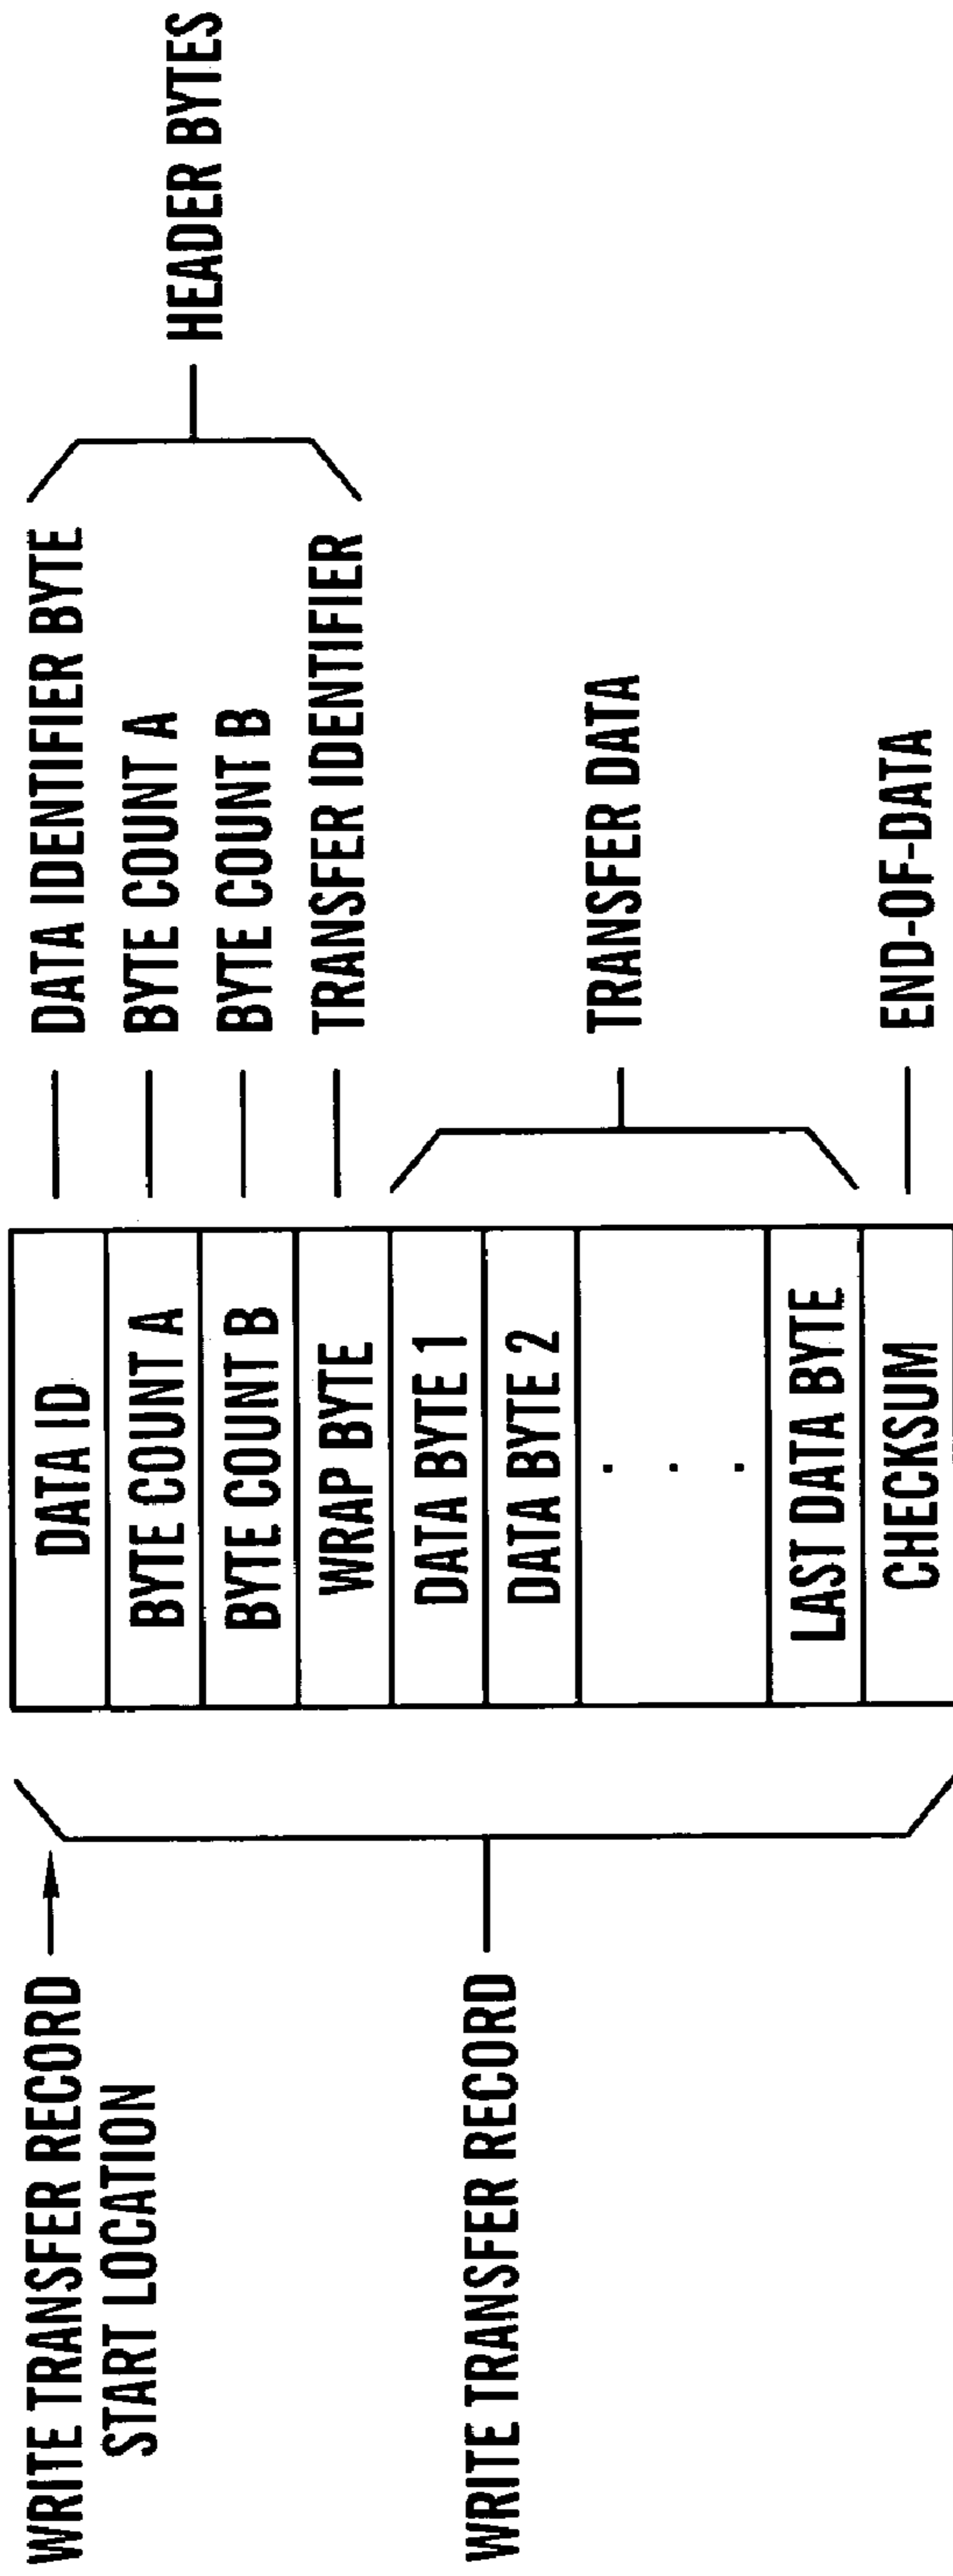 WRITE TRANSFER RECORD
START LOCATION
WRITE TRANSFER RECORD
DATA ID
BYTE COUNT A
BYTE COUNT B
WRAP BYTE
DATA BYTE 1
DATA BYTE 2
. . .
LAST DATA BYTE
CHECKSUM
DATA IDENTIFIER BYTE
BYTE COUNT A
BYTE COUNT B
TRANSFER IDENTIFIER
TRANSFER DATA
END-OF-DATA
HEADER BYTES